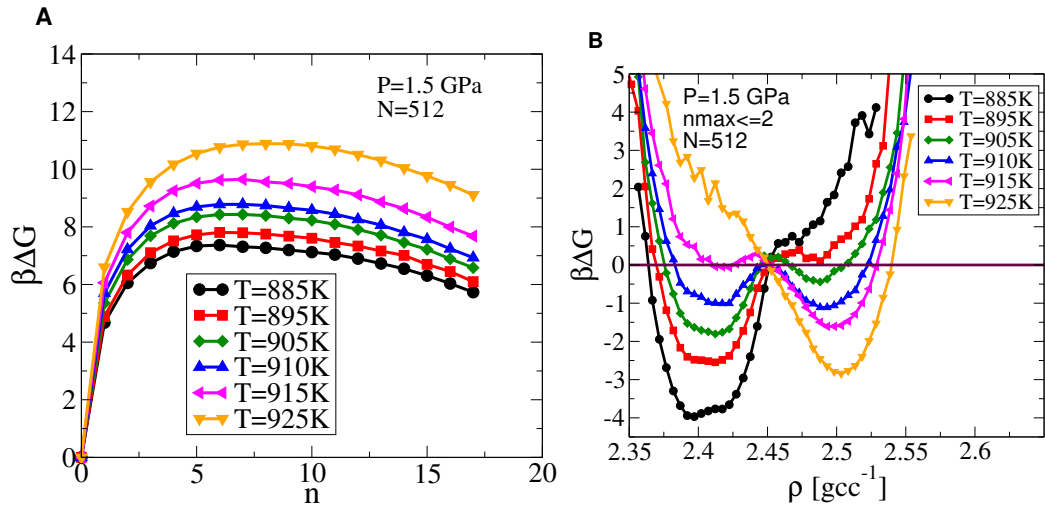 A
14
12
10
8
6
4
2
0
βΔG
P=1.5 GPa
N=512
T=885K
T=895K
T=905K
T=910K
T=915K
T=925K
0
5
10
15
20
n
B
5
4
3
2
1
0
-1
-2
-3
-4
βΔG
P=1.5 GPa
nmax<=2
N=512
T=885K
T=895K
T=905K
T=910K
T=915K
T=925K
2.35
2.4
2.45
2.5
2.55
2.6
ρ [gcc⁻¹]